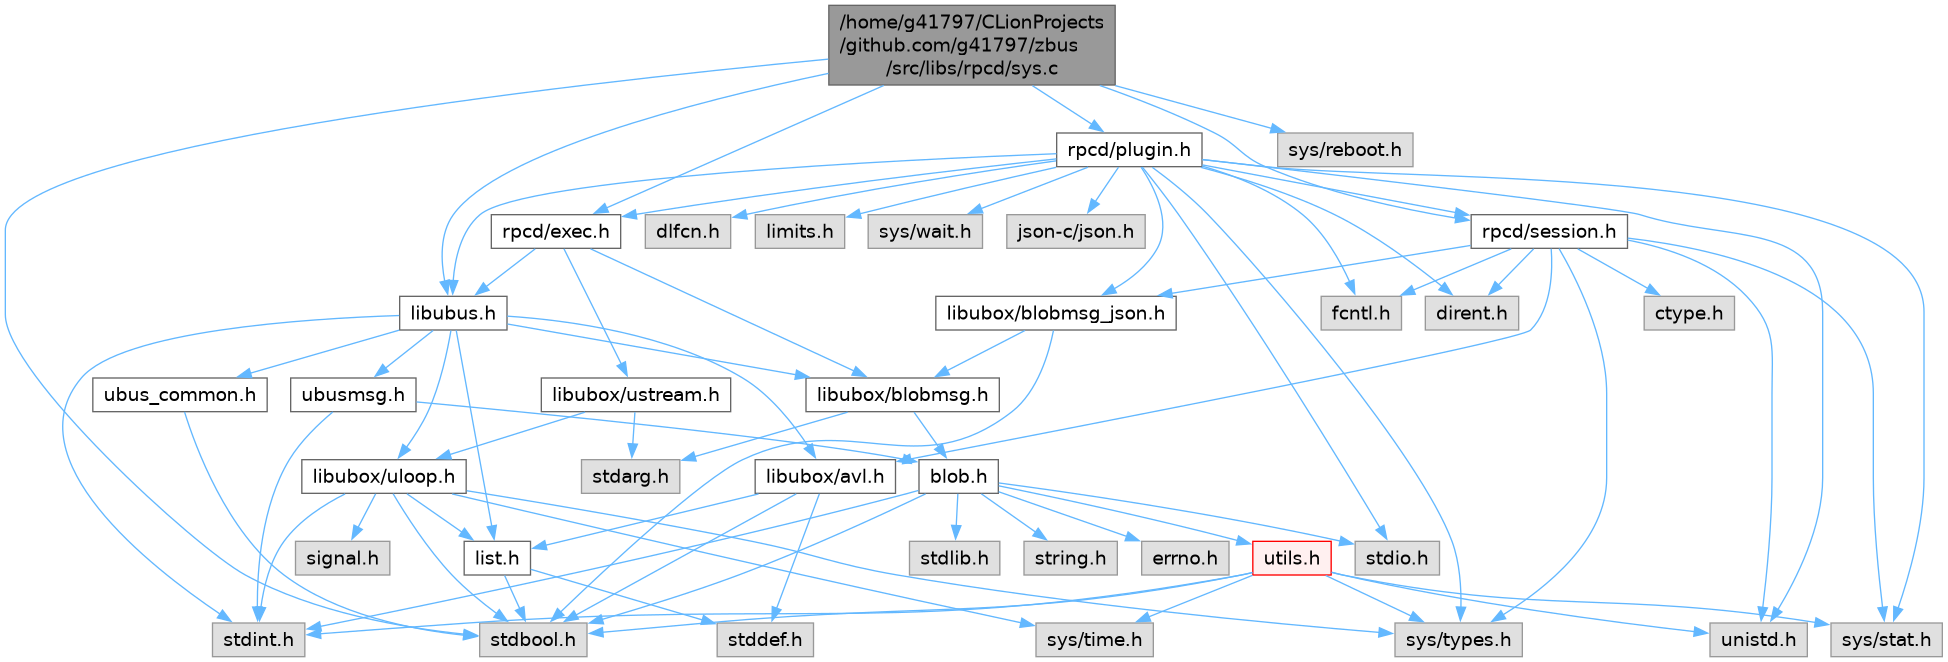 /home/g41797/CLionProjects
/github.com/g41797/zbus
/src/libs/rpcd/sys.c
rpcd/plugin.h
sys/reboot.h
rpcd/exec.h
dlfcn.h
limits.h
sys/wait.h
json-c/json.h
rpcd/session.h
libubus.h
libubox/blobmsg_json.h
fcntl.h
dirent.h
ctype.h
ubus_common.h
ubusmsg.h
libubox/ustream.h
libubox/blobmsg.h
libubox/uloop.h
stdarg.h
libubox/avl.h
blob.h
signal.h
list.h
stdlib.h
string.h
errno.h
utils.h
stdio.h
stdint.h
stdbool.h
stddef.h
sys/time.h
sys/types.h
unistd.h
sys/stat.h